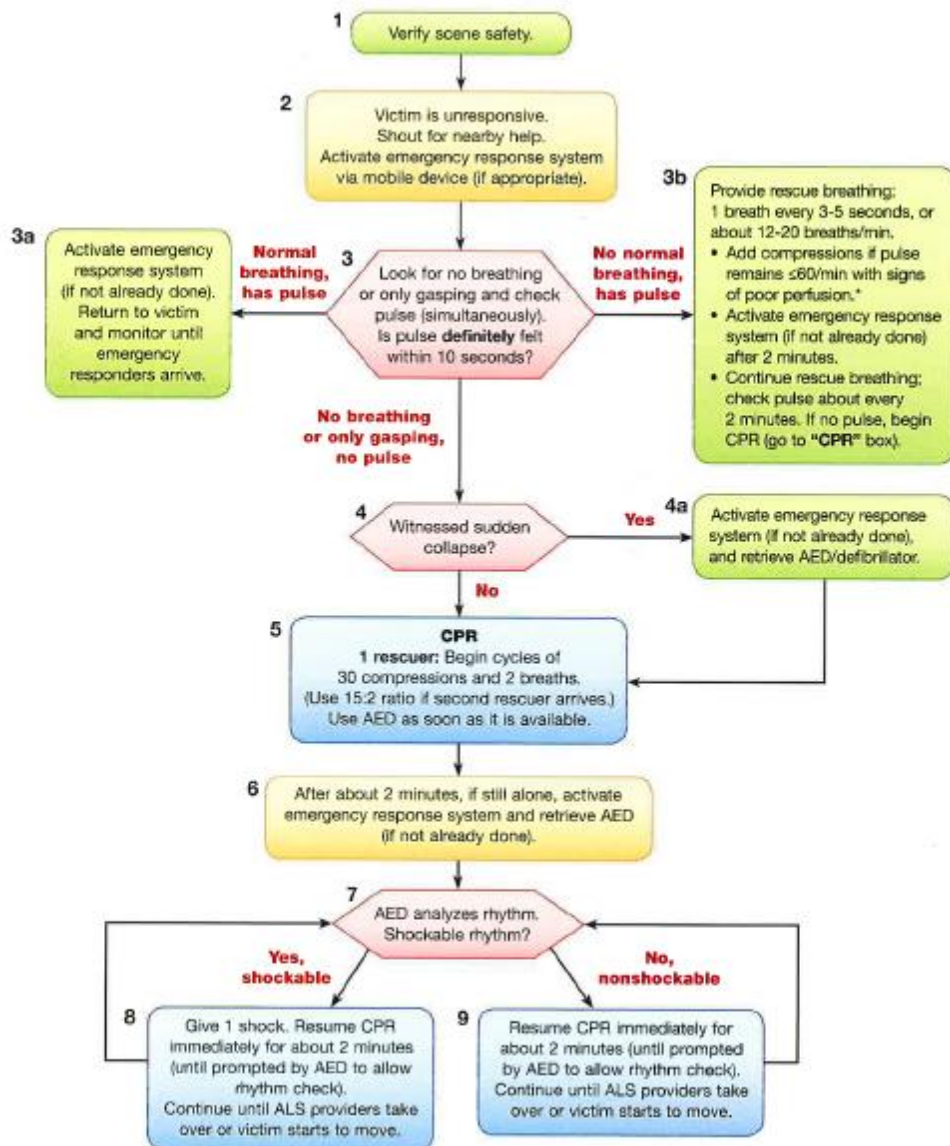 1
Verify scene safety.
2
Victim is unresponsive.
Shout for nearby help.
Activate emergency response system
via mobile device (if appropriate).
3a
Activate emergency
response system
(if not already done).
Return to victim
and monitor until
emergency
responders arrive.
Normal
breathing,
has pulse
3
Look for no breathing
or only gasping and check
pulse (simultaneously).
Is pulse definitely felt
within 10 seconds?
No normal
breathing,
has pulse
3b
Provide rescue breathing:
1 breath every 3-5 seconds, or
about 12-20 breaths/min.
• Add compressions if pulse
remains ≤60/min with signs
of poor perfusion.*
• Activate emergency response
system (if not already done)
after 2 minutes.
• Continue rescue breathing;
check pulse about every
2 minutes. If no pulse, begin
CPR (go to "CPR" box).
No breathing
or only gasping,
no pulse
4
Witnessed sudden
collapse?
Yes
4a
Activate emergency response
system (if not already done),
and retrieve AED/defibrillator.
No
5
CPR
1 rescuer: Begin cycles of
30 compressions and 2 breaths.
(Use 15:2 ratio if second rescuer arrives.)
Use AED as soon as it is available.
6
After about 2 minutes, if still alone, activate
emergency response system and retrieve AED
(if not already done).
7
AED analyzes rhythm.
Shockable rhythm?
Yes,
shockable
No,
nonshockable
8
Give 1 shock. Resume CPR
immediately for about 2 minutes
(until prompted by AED to allow
rhythm check).
Continue until ALS providers take
over or victim starts to move.
9
Resume CPR immediately for
about 2 minutes (until prompted
by AED to allow rhythm check).
Continue until ALS providers take
over or victim starts to move.